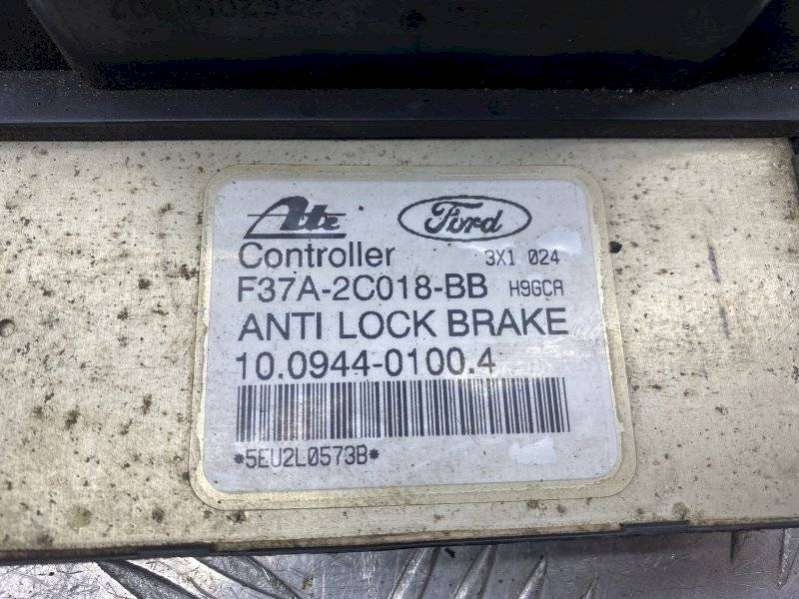 Ate Ford
Controller 3X1 024
F37A-2C018-BB H9GCA
ANTI LOCK BRAKE
10.0944-0100.4
*5EU2L0573B*